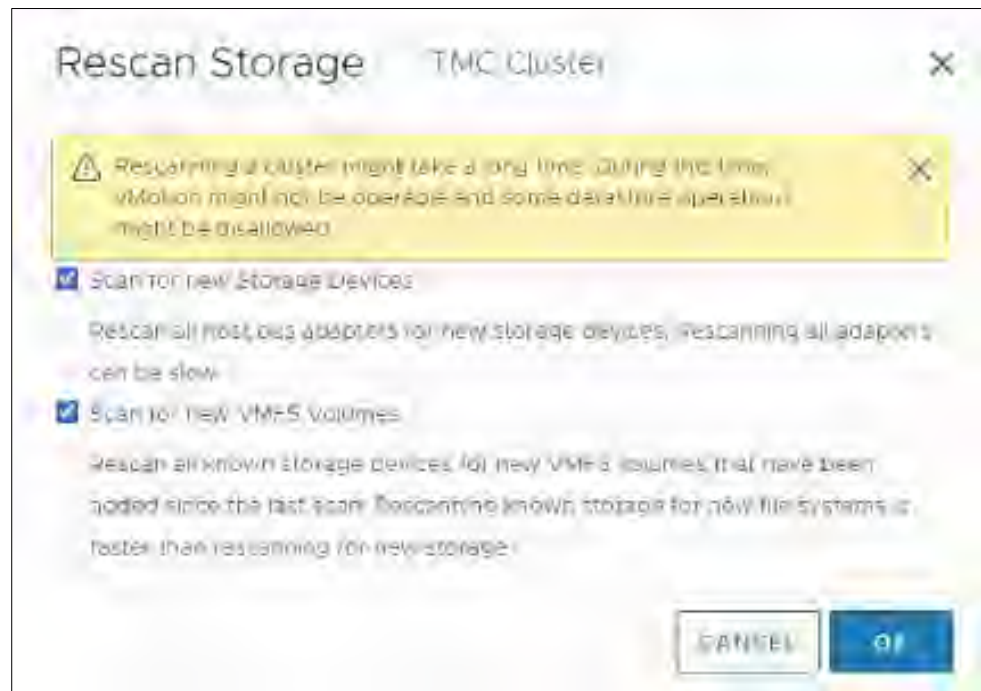 Rescan Storage TMC Cluster
Rescanning a cluster might take a long time. During this time,
vMotion might not be operable and some datastore operations
might be disallowed.
Scan for new Storage Devices
Rescan all host bus adapters for new storage devices. Rescanning all adapters
can be slow.
Scan for new VMFS Volumes
Rescan all known storage devices for new VMFS volumes that have been
added since the last scan. Rescanning known storage for new file systems is
faster than rescanning for new storage.
CANCEL OK